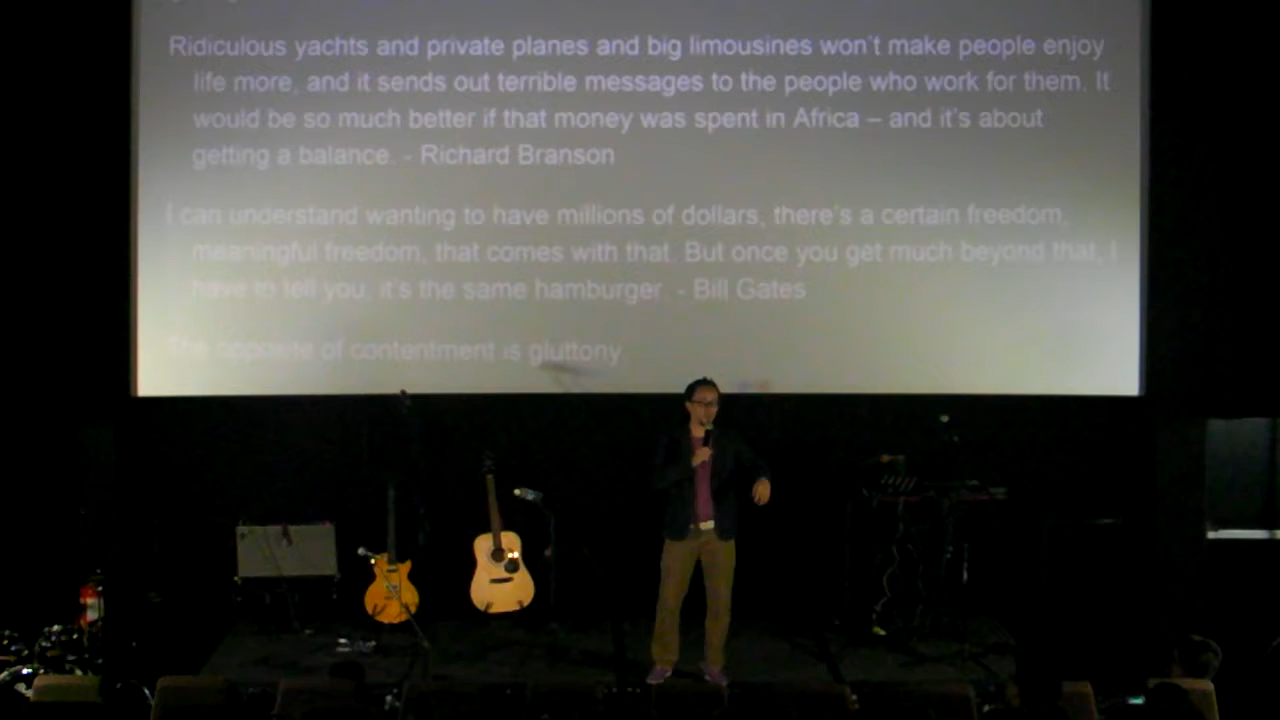 Ridiculous yachts and private planes and big limousines won't make people enjoy
life more, and it sends out terrible messages to the people who work for them. It
would be so much better if that money was spent in Africa – and it's about
getting a balance. - Richard Branson
I can understand wanting to have millions of dollars, there's a certain freedom,
meaningful freedom, that comes with that. But once you get much beyond that, I
have to tell you, it's the same hamburger. - Bill Gates
The opposite of contentment is gluttony.